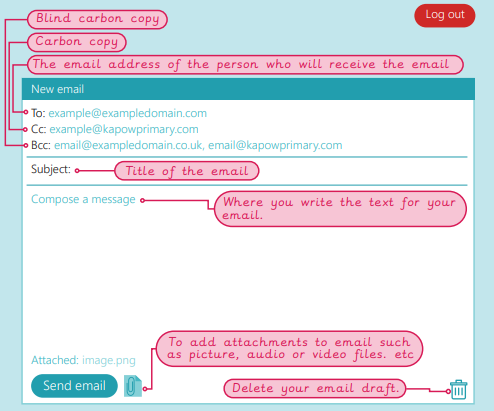 Blind carbon copy
Log out
Carbon copy
The email address of the person who will receive the email
New email
To: example@exampledomain.com
Cc: example@kapowprimary.com
Bcc: email@exampledomain.co.uk, email@kapowprimary.com
Subject: Title of the email
Compose a message
Where you write the text for your
email.
To add attachments to email such
as picture, audio or video files. etc
Attached: image.png
Send email
Delete your email draft.